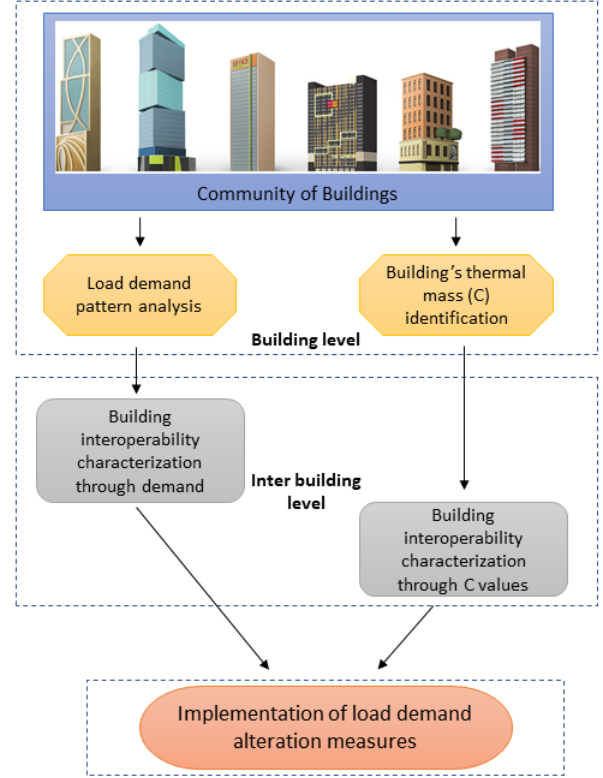 Community of Buildings
Load demand
pattern analysis
Building's thermal
mass (C)
identification
Building level
Building
interoperability
characterization
through demand
Inter building
level
Building
interoperability
characterization
through C values
Implementation of load demand
alteration measures